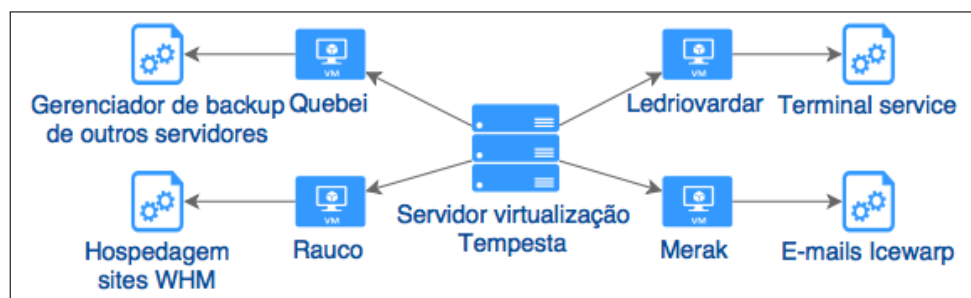 VM
VM
Gerenciador de backup
de outros servidores
Quebei
Ledriovardar
Terminal service
VM
VM
Hospedagem
sites WHM
Rauco
Servidor virtualização
Tempesta
Merak
E-mails Icewarp